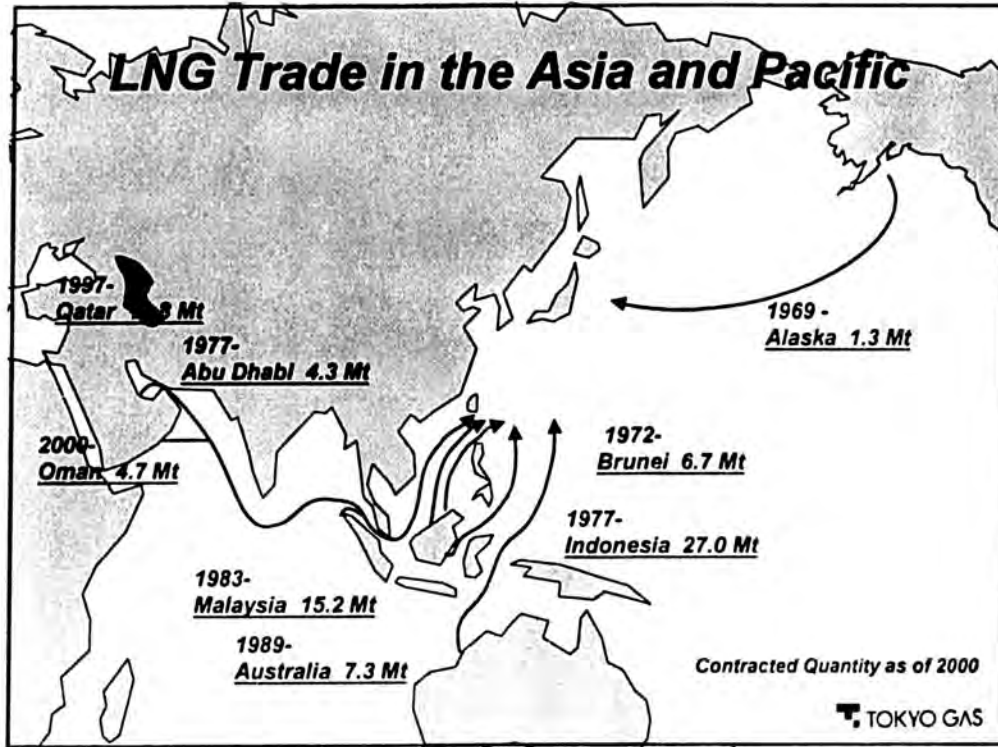 LNG Trade in the Asia and Pacific
1997-
Qatar 8 Mt
1977-
Abu Dhabi 4.3 Mt
2000-
Oman 4.7 Mt
1969 -
Alaska 1.3 Mt
1972-
Brunei 6.7 Mt
1977-
Indonesia 27.0 Mt
1983-
Malaysia 15.2 Mt
1989-
Australia 7.3 Mt
Contracted Quantity as of 2000
TOKYO GAS